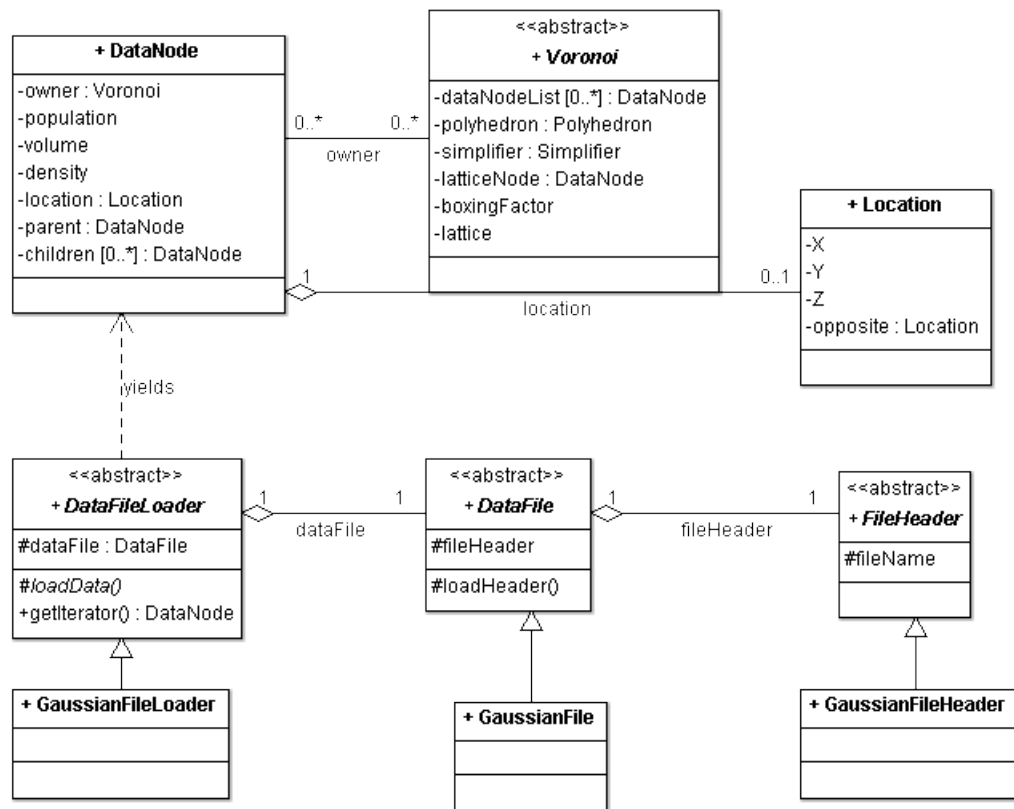 + DataNode
-owner : Voronoi
-population
-volume
-density
-location : Location
-parent : DataNode
-children [0..*] : DataNode
0..*
0..*
owner
<<abstract>>
+ Voronoi
-dataNodeList [0..*] : DataNode
-polyhedron : Polyhedron
-simplifier : Simplifier
-latticeNode : DataNode
-boxingFactor
-lattice
+ Location
-X
-Y
-Z
-opposite : Location
1
0..1
location
yields
<<abstract>>
+ DataFileLoader
#dataFile : DataFile
#loadData()
+getIterator() : DataNode
1
1
dataFile
<<abstract>>
+ DataFile
#fileHeader
#loadHeader()
1
1
fileHeader
<<abstract>>
+ FileHeader
#fileName
+ GaussianFileLoader
+ GaussianFile
+ GaussianFileHeader